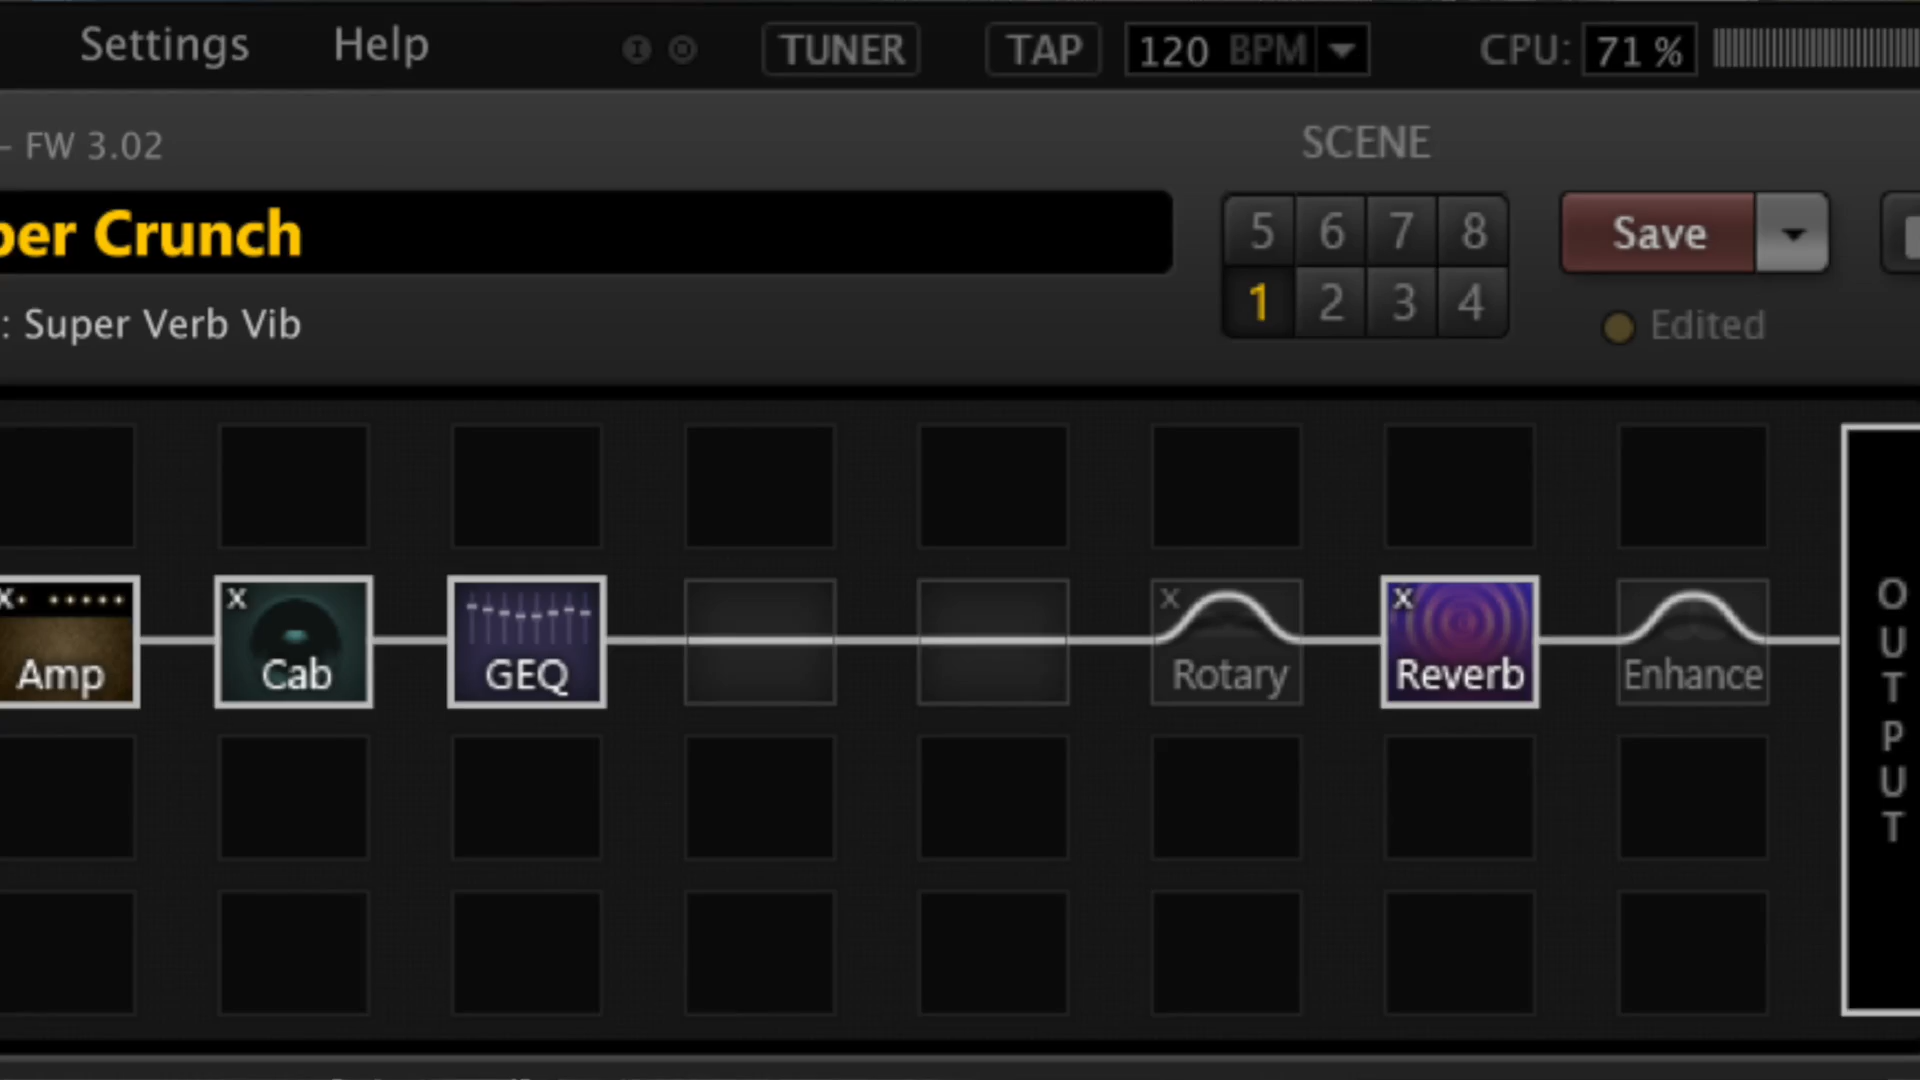 Settings Help TUNER TAP 120 BPM CPU: 71 %
– FW 3.02
SCENE
per Crunch
5 6 7 8
Save
1 2 3 4
: Super Verb Vib
Edited
X X X X
Amp Cab GEQ Rotary Reverb Enhance
OUTPUT